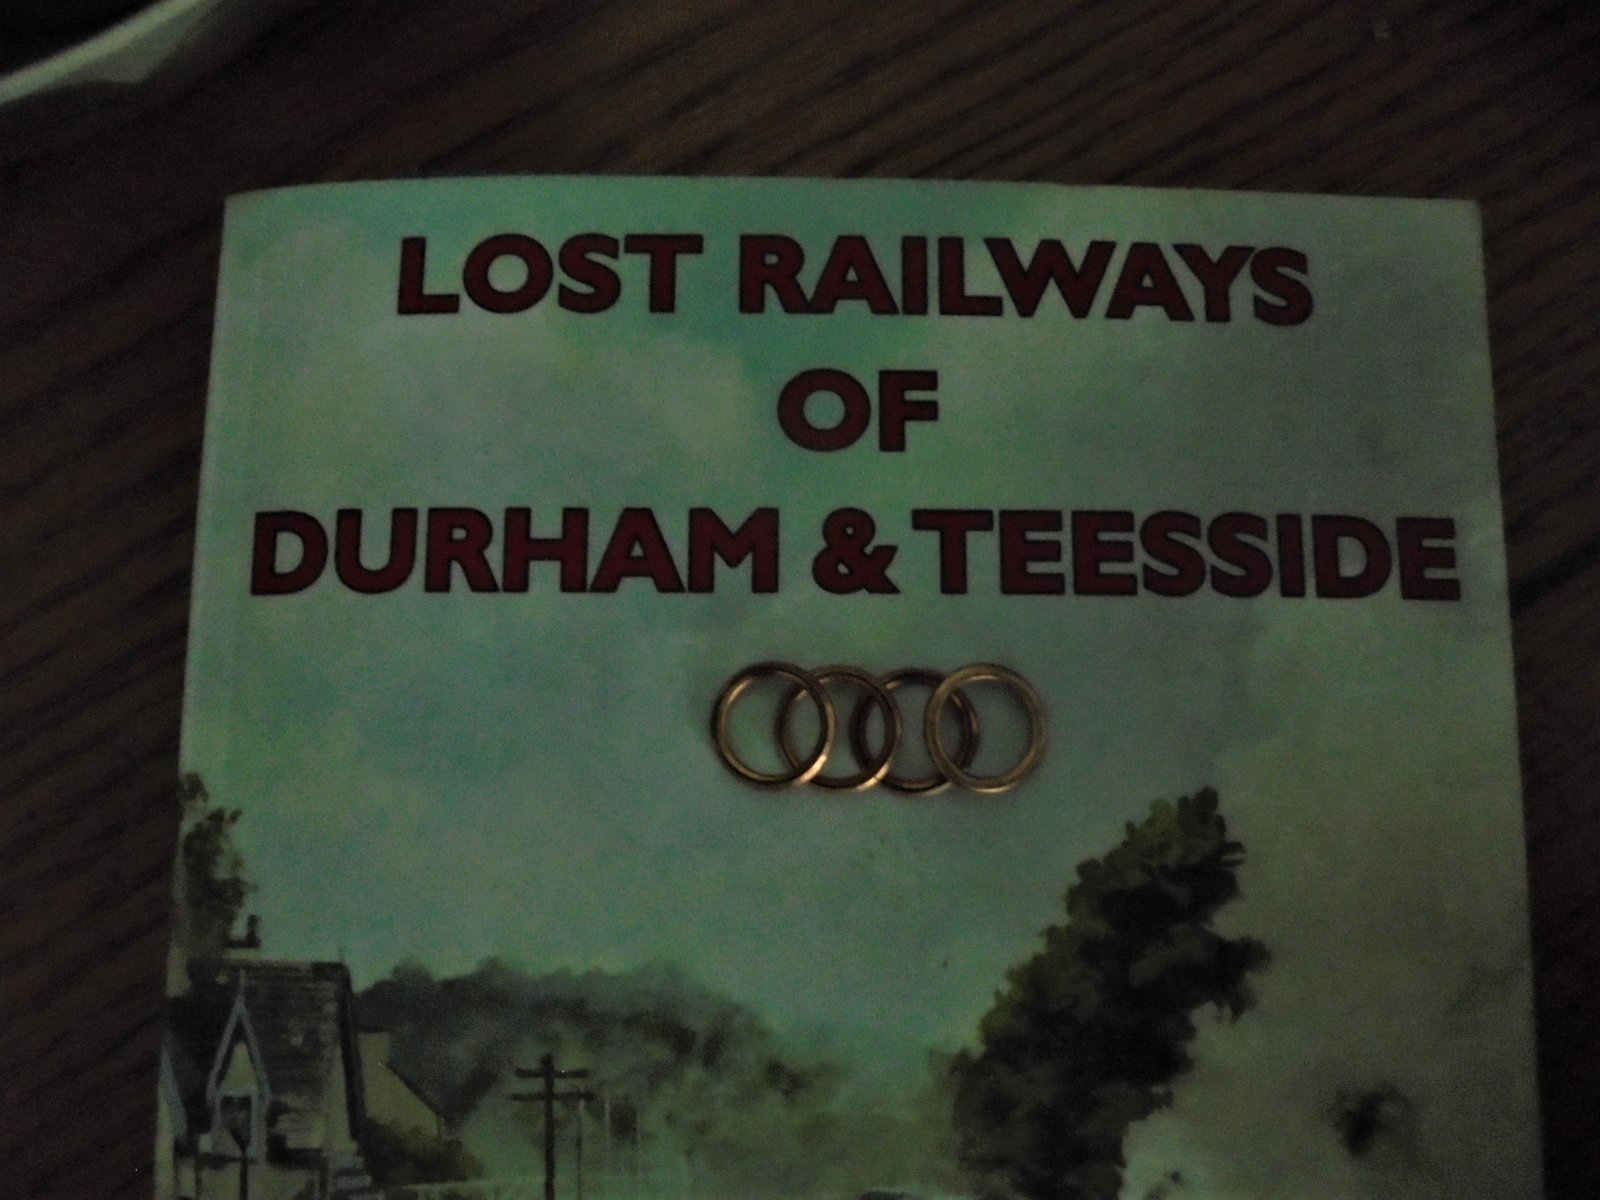 LOST RAILWAYS
OF
DURHAM & TEESSIDE